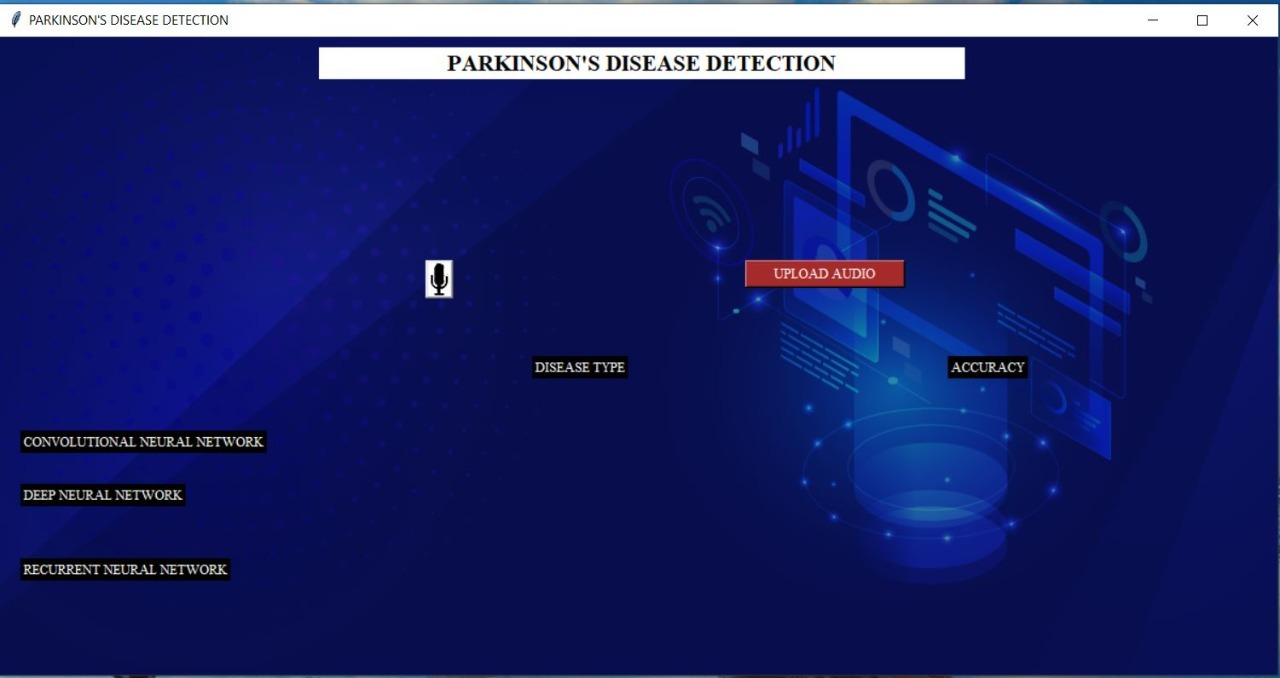 PARKINSON'S DISEASE DETECTION
PARKINSON'S DISEASE DETECTION
UPLOAD AUDIO
DISEASE TYPE
ACCURACY
CONVOLUTIONAL NEURAL NETWORK
DEEP NEURAL NETWORK
RECURRENT NEURAL NETWORK